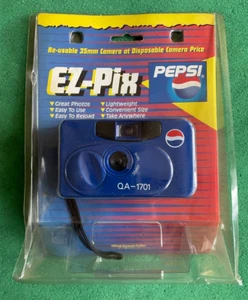 Re-usable 35mm Camera at Disposable Camera Price
EZ-Pix
PEPSI
Great Photos
Easy To Use
Easy To Reload
Lightweight
Convenient Size
Take Anywhere
QA-1701